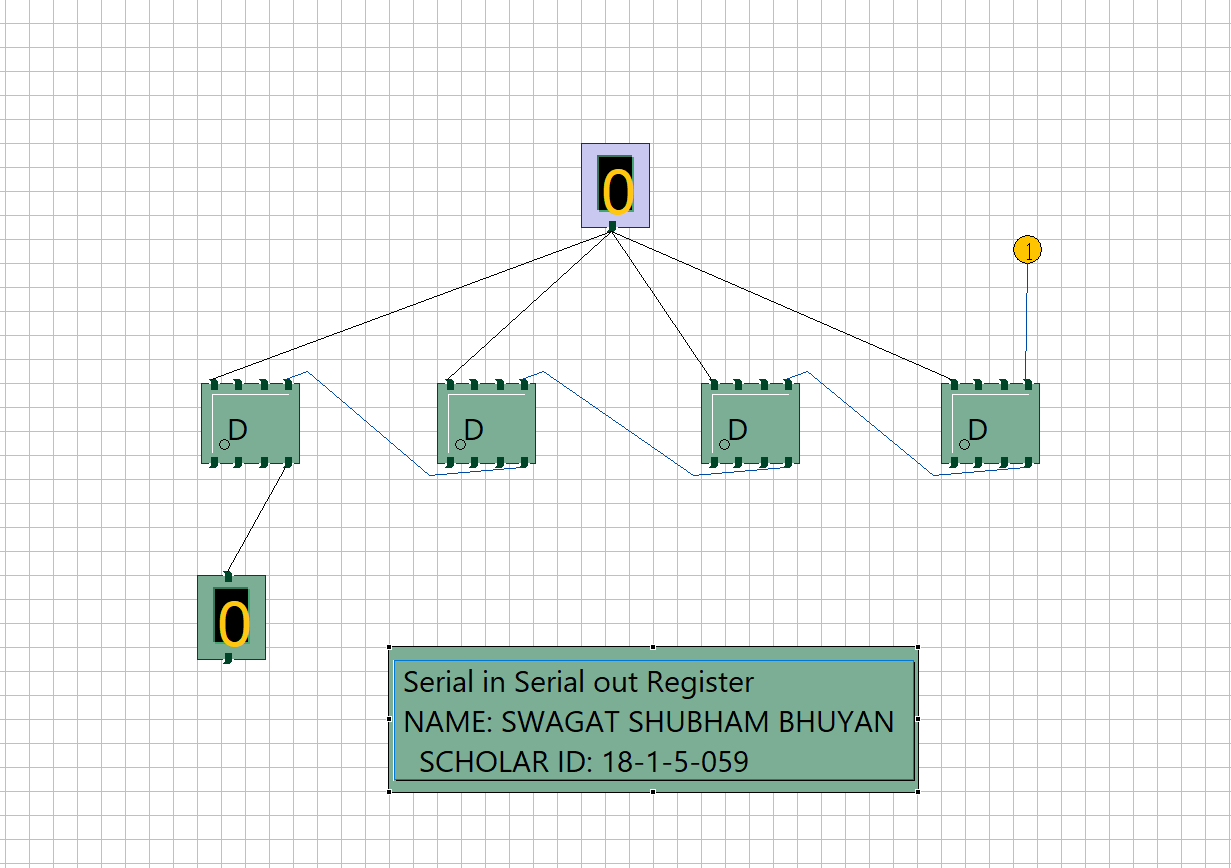 0
1
D D D D
0
Serial in Serial out Register
NAME: SWAGAT SHUBHAM BHUYAN
SCHOLAR ID: 18-1-5-059